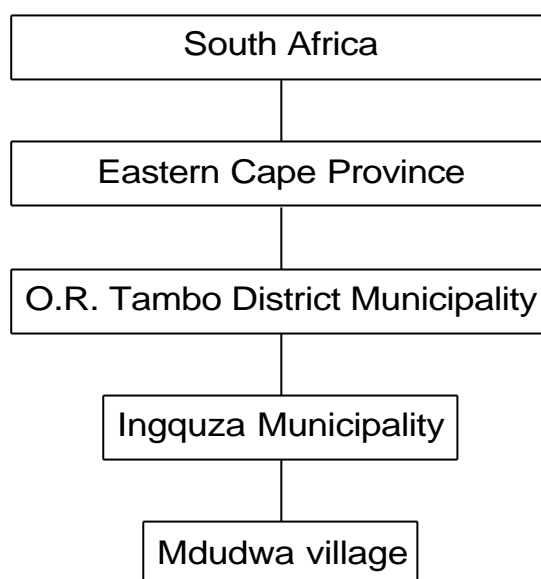 South Africa
Eastern Cape Province
O.R. Tambo District Municipality
Ingquza Municipality
Mdudwa village